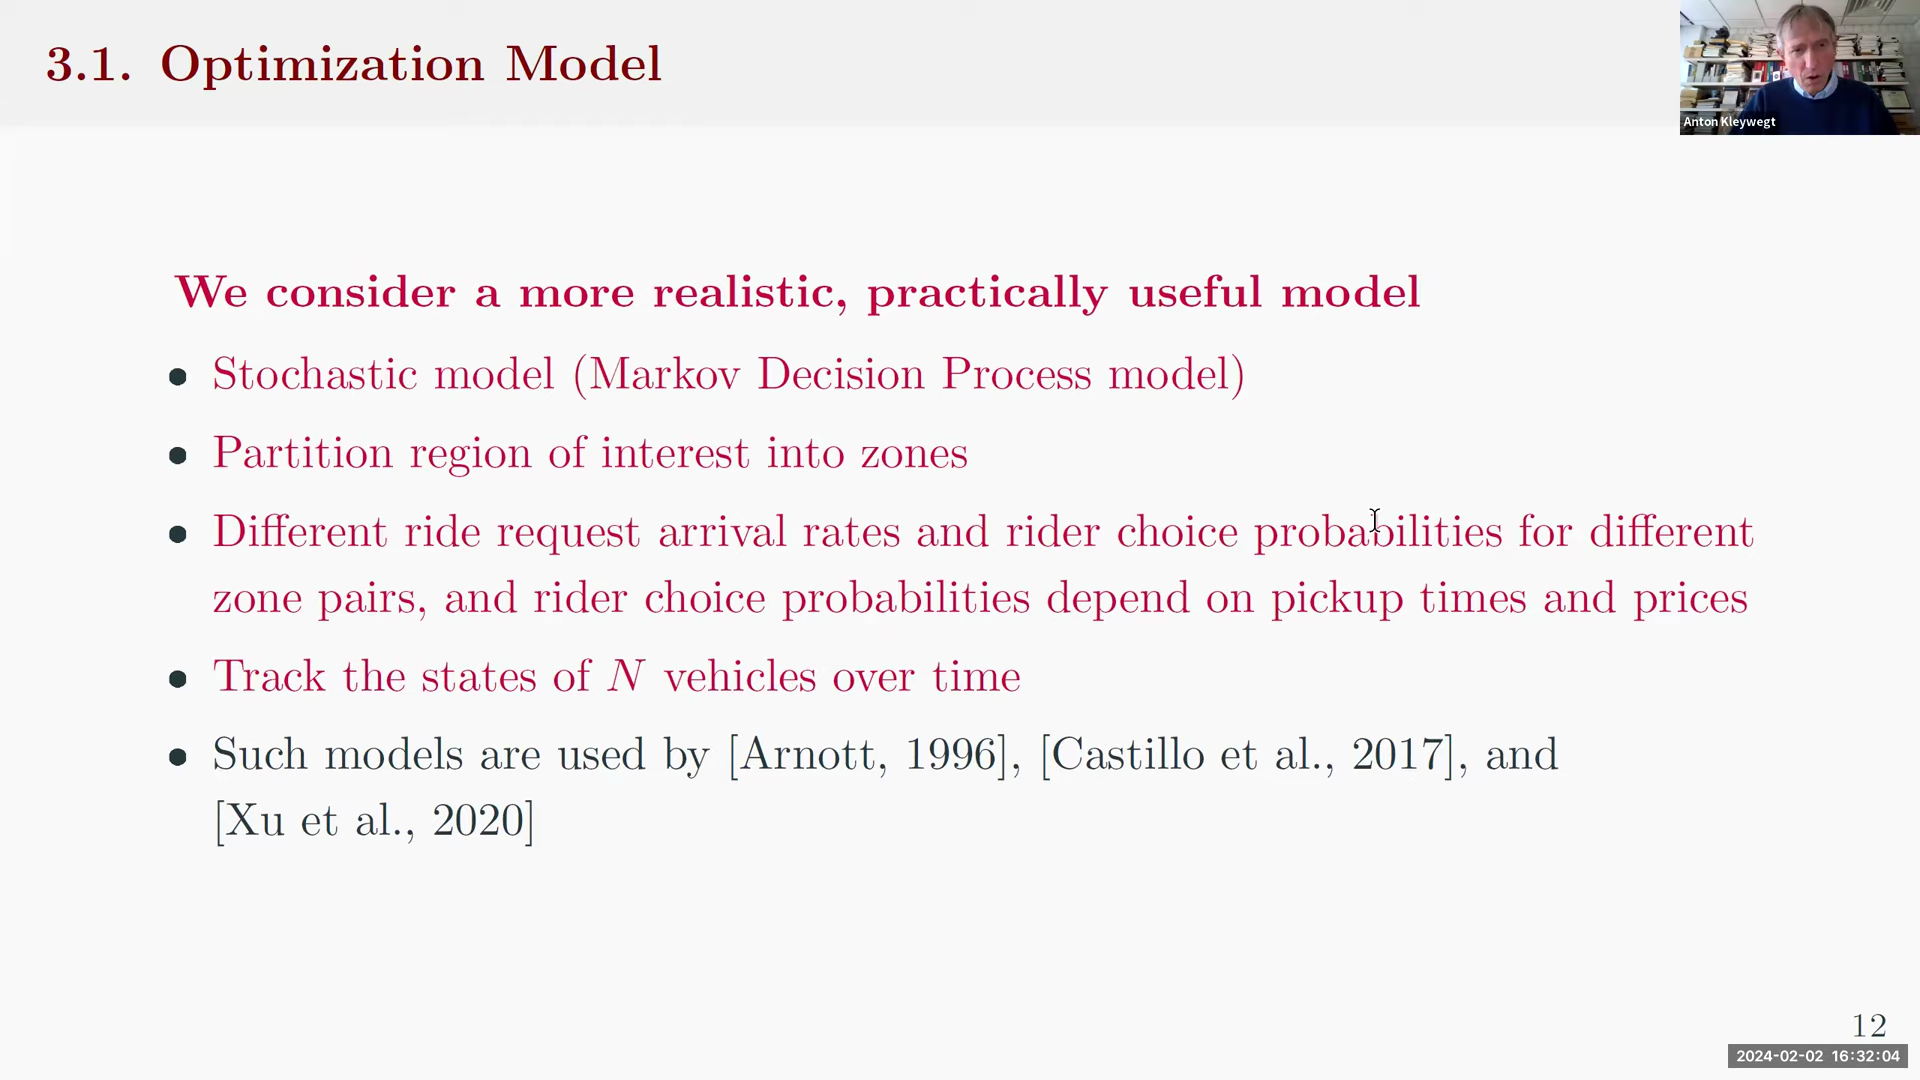 3.1. Optimization Model
Anton Kleywegt
We consider a more realistic, practically useful model
• Stochastic model (Markov Decision Process model)
• Partition region of interest into zones
• Different ride request arrival rates and rider choice probabilities for different
zone pairs, and rider choice probabilities depend on pickup times and prices
• Track the states of N vehicles over time
• Such models are used by [Arnott, 1996], [Castillo et al., 2017], and
[Xu et al., 2020]
12
2024-02-02 16:32:04